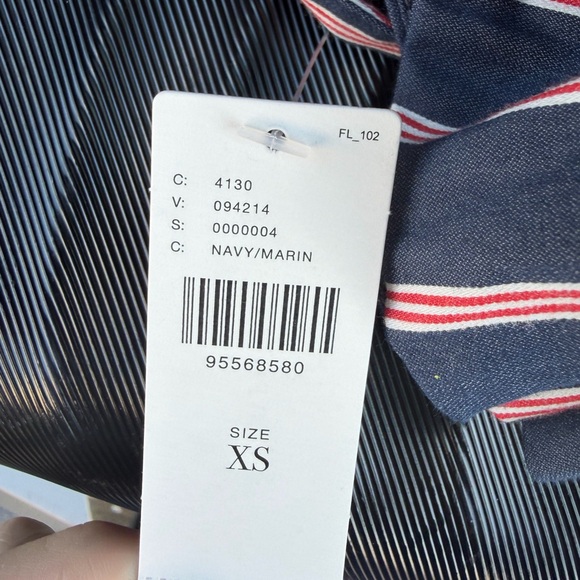 FL_102
C: 4130
V: 094214
S: 0000004
C: NAVY/MARIN
95568580
SIZE
XS